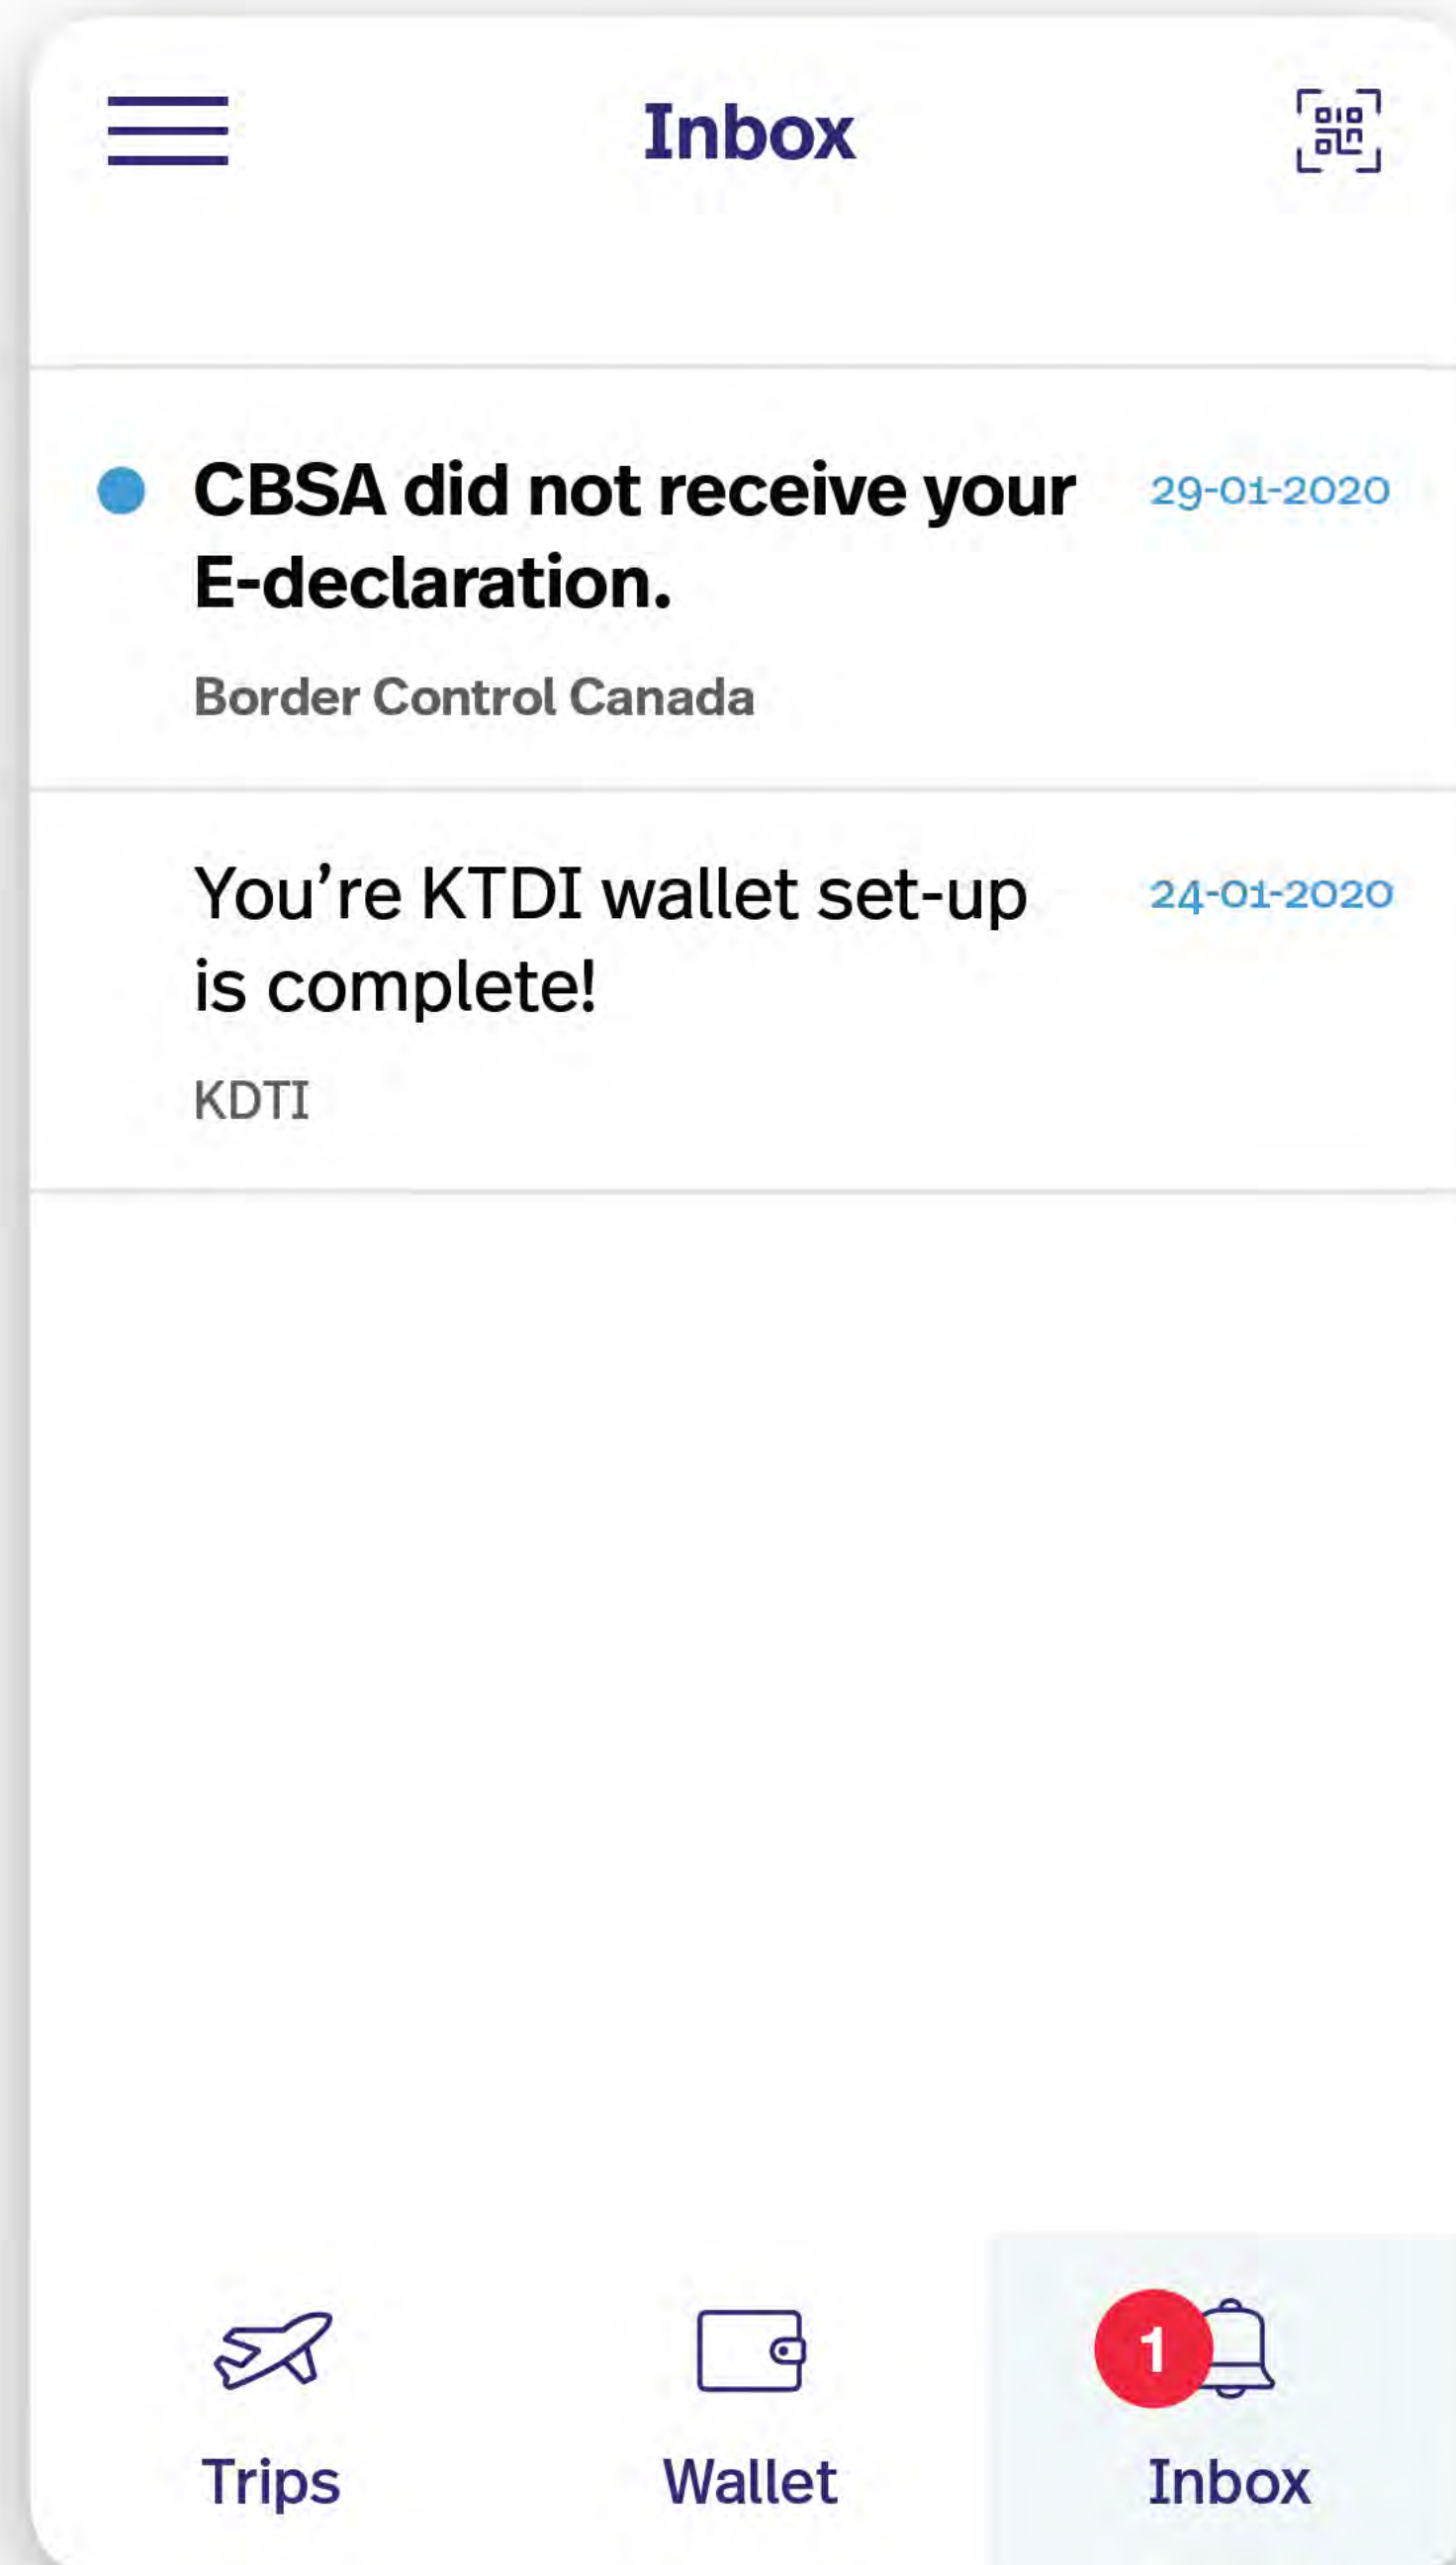 Inbox
CBSA did not receive your
29-01-2020
E-declaration.
Border Control Canada
You’re KTDI wallet set-up
24-01-2020
is complete!
KDTI
1
Trips
Wallet
Inbox